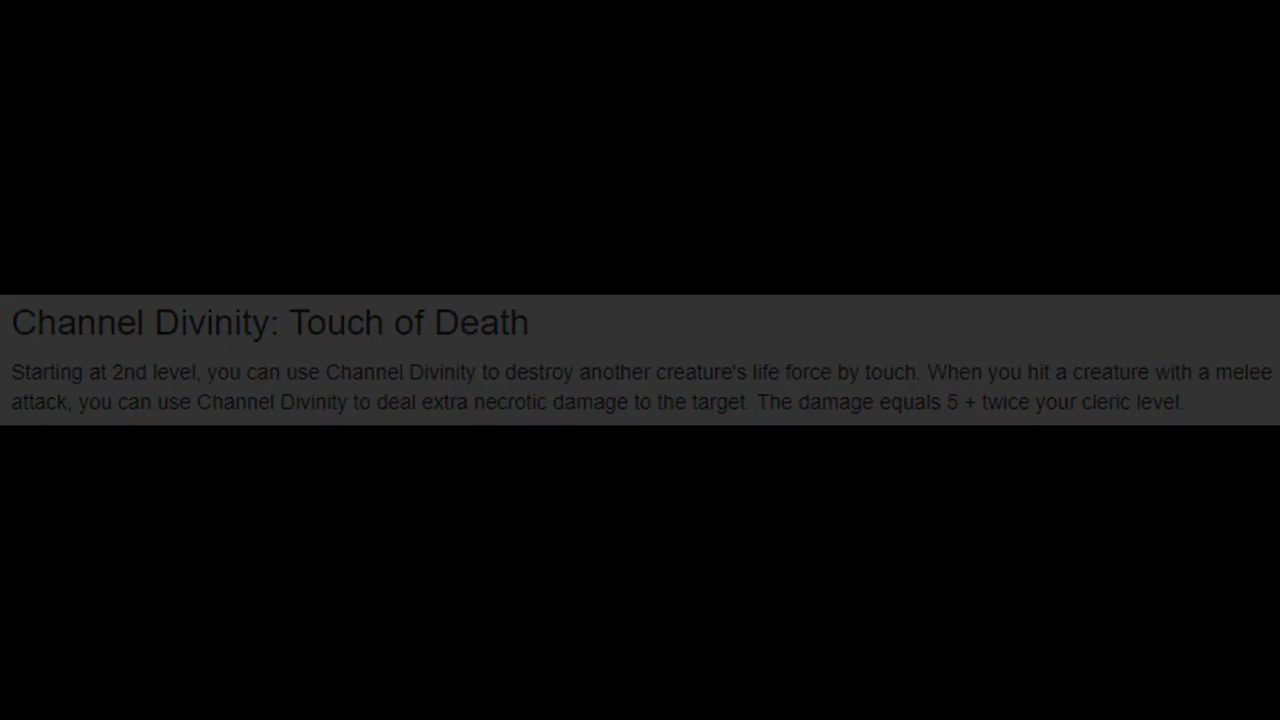 Channel Divinity: Touch of Death
Starting at 2nd level, you can use Channel Divinity to destroy another creature's life force by touch. When you hit a creature with a melee
attack, you can use Channel Divinity to deal extra necrotic damage to the target. The damage equals 5 + twice your cleric level.